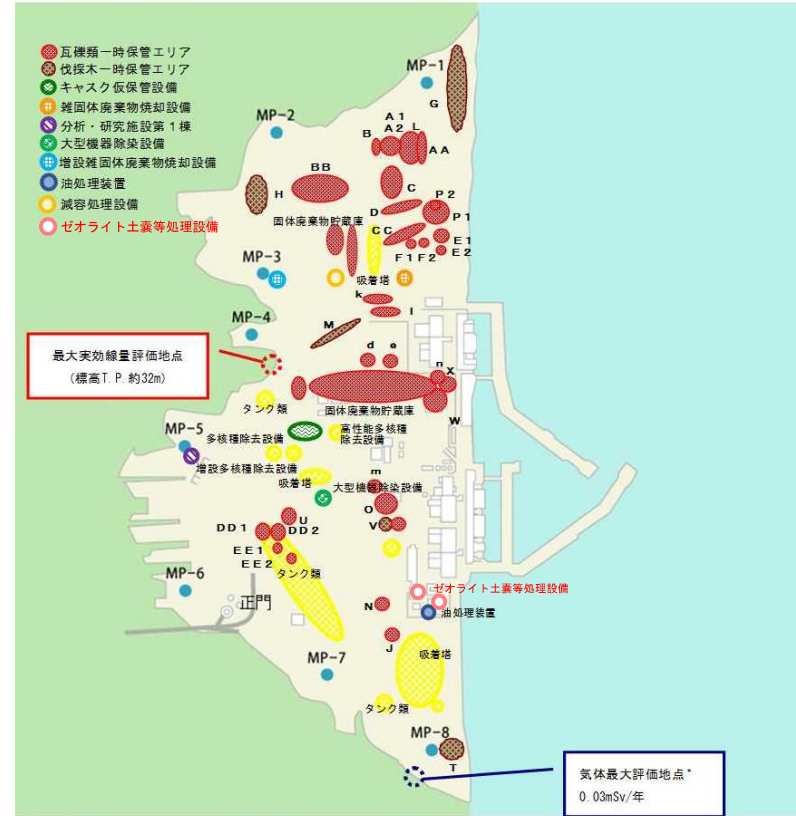 瓦礫類一時保管エリア
伐採木一時保管エリア
キャスク仮保管設備
雑固体廃棄物焼却設備
分析・研究施設第1棟
大型機器除染設備
増設雑固体廃棄物焼却設備
油処理装置
減容処理設備
ゼオライト土嚢等処理設備
MP-1
G
MP-2
A1
A2
L
B
AA
BB
H
C
P2
D
P1
固体廃棄物貯蔵庫
CC
E1
F1
F2
E2
MP-3
吸着塔
k
l
MP-4
M
最大実効線量評価地点
(標高T.P.約32m)
d
e
n
X
タンク類
固体廃棄物貯蔵庫
W
MP-5
多核種除去設備
高性能多核種
除去設備
増設多核種除去設備
m
吸着塔
大型機器除染設備
O
U
V
DD1
DD2
EE1
EE2
タンク類
MP-6
正門
ゼオライト土嚢等処理設備
N
油処理装置
J
吸着塔
MP-7
タンク類
MP-8
T
気体最大評価地点*
0.03mSv/年